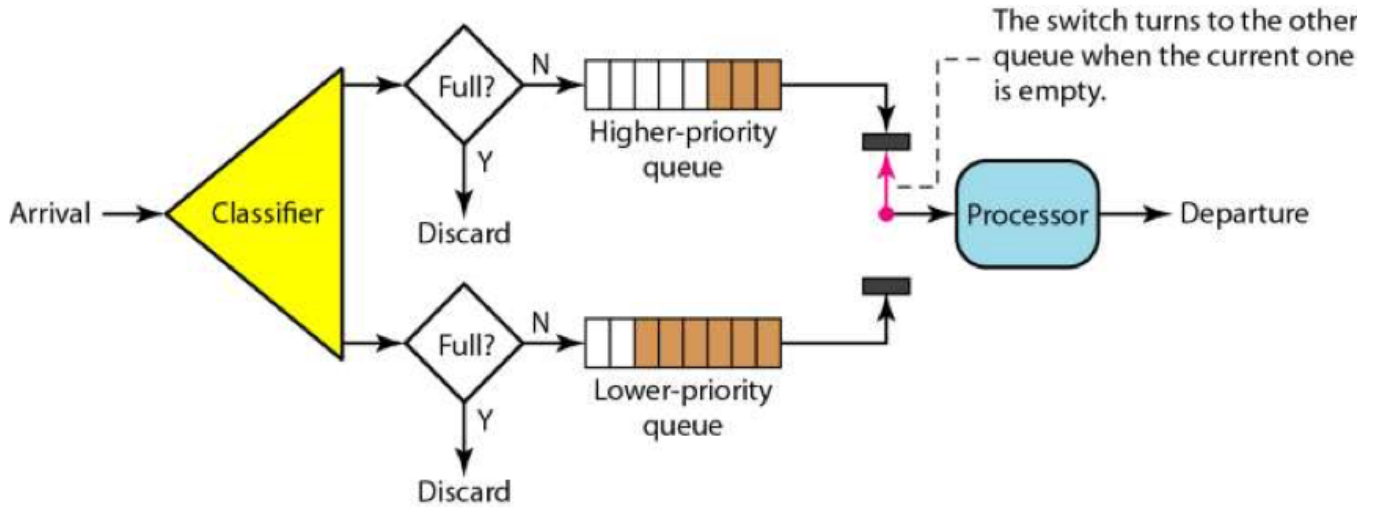 The switch turns to the other
queue when the current one
is empty.
Full?
N
Higher-priority
queue
Y
Discard
Arrival
Classifier
Processor
Departure
Full?
N
Lower-priority
queue
Y
Discard